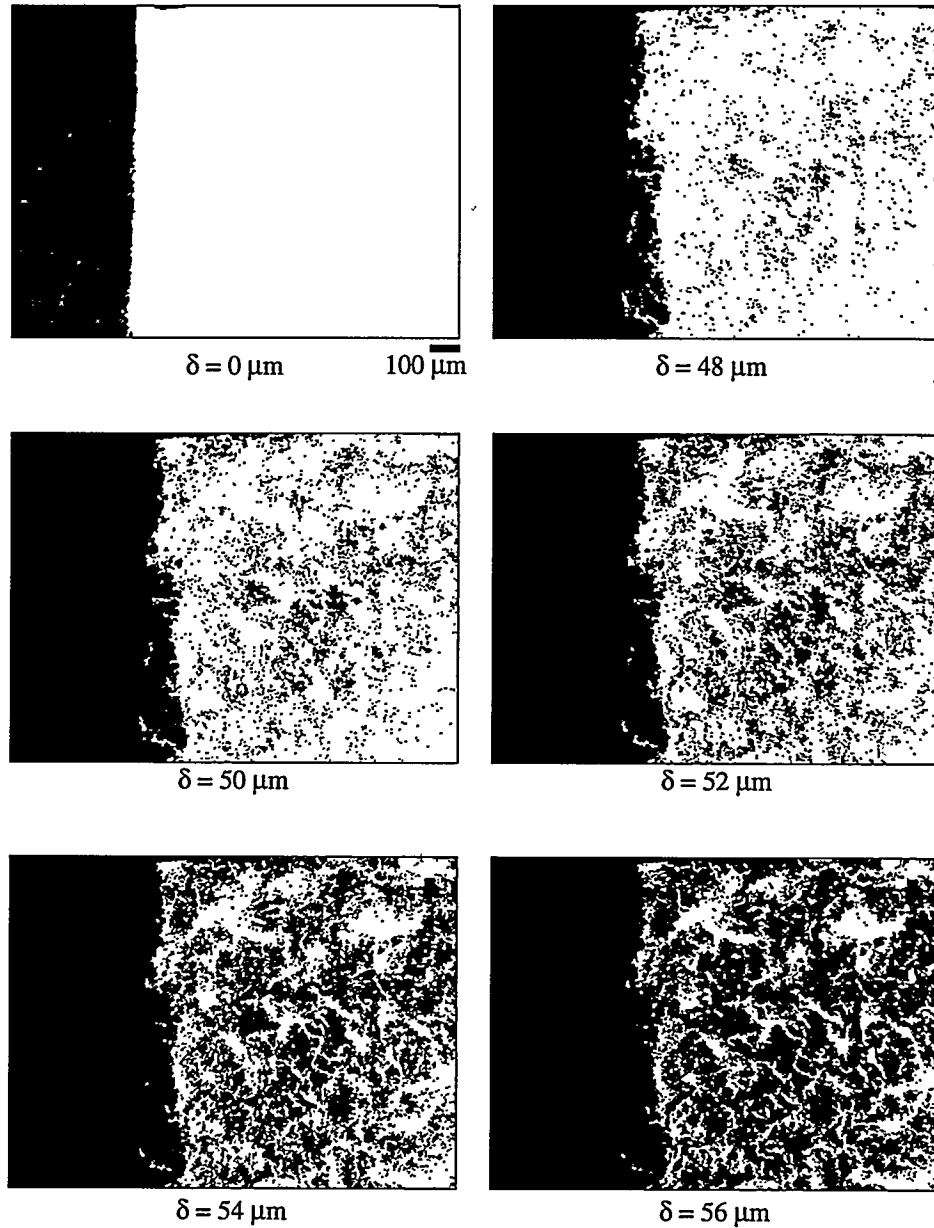 δ = 0 μm
100 μm
δ = 48 μm
δ = 50 μm
δ = 52 μm
δ = 54 μm
δ = 56 μm